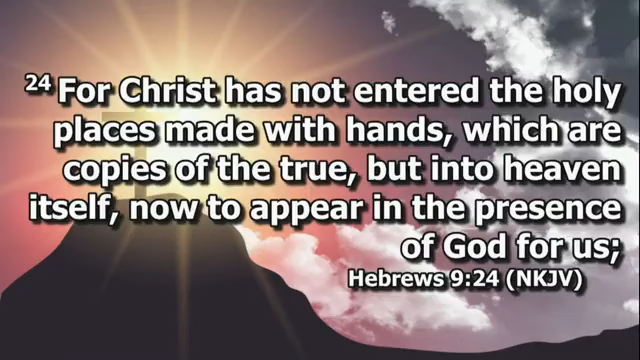 24 For Christ has not entered the holy
places made with hands, which are
copies of the true, but into heaven
itself, now to appear in the presence
of God for us;
Hebrews 9:24 (NKJV)